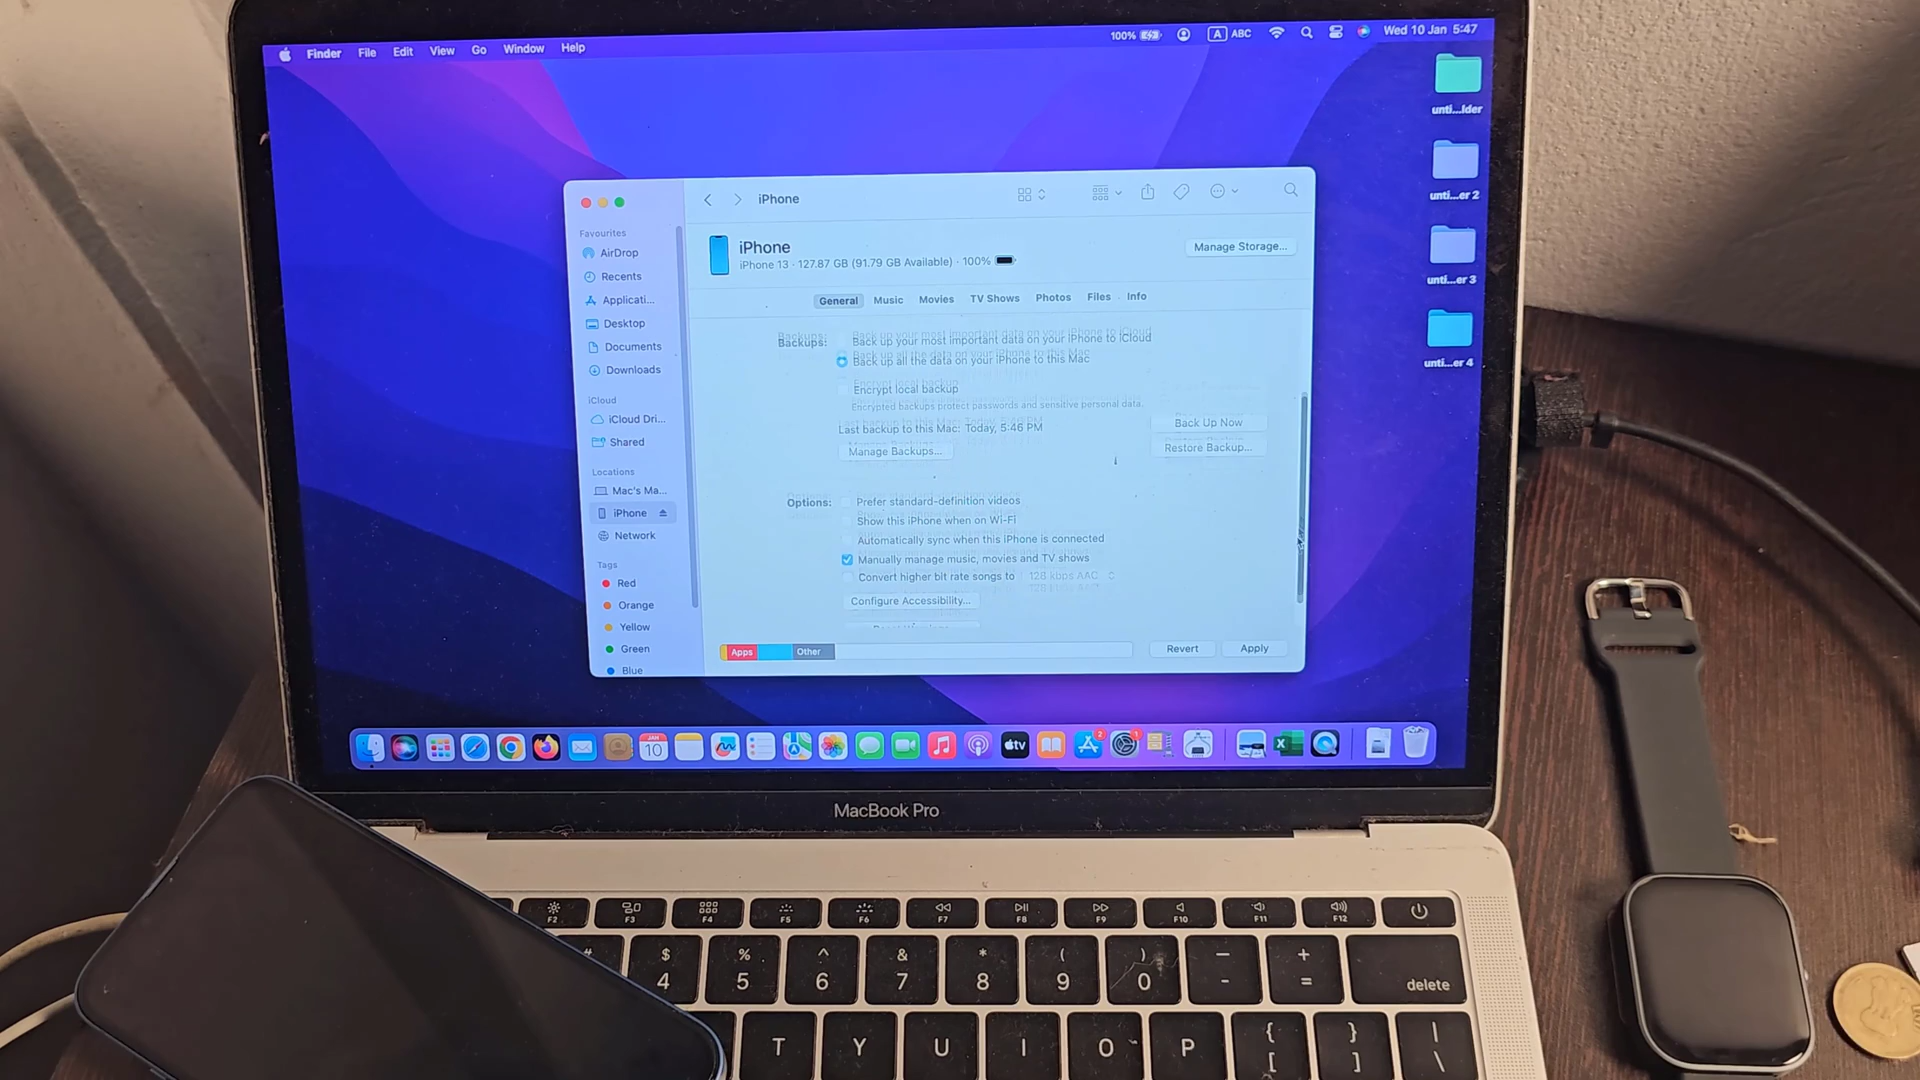 Finder File Edit View Go Window Help
100% A ABC Wed 10 Jan 5:47
unti...lder
unti...er 2
unti...er 3
unti...er 4
iPhone
Favourites
AirDrop
Recents
Applicati...
Desktop
Documents
Downloads
iCloud
iCloud Dri...
Shared
Locations
Mac's Ma...
iPhone
Network
Tags
Red
Orange
Yellow
Green
Blue
iPhone
iPhone 13 · 127.87 GB (91.79 GB Available) · 100%
Manage Storage...
General Music Movies TV Shows Photos Files Info
Backups: Back up your most important data on your iPhone to iCloud
Back up all the data on your iPhone to this Mac
Encrypt local backup
Encrypted backups protect passwords and sensitive personal data.
Last backup to this Mac: Today, 5:46 PM
Back Up Now
Manage Backups...
Restore Backup...
Options: Prefer standard-definition videos
Show this iPhone when on Wi-Fi
Automatically sync when this iPhone is connected
Manually manage music, movies and TV shows
Convert higher bit rate songs to 128 kbps AAC
Configure Accessibility...
Apps Other
Revert Apply
JAN
10
tv
2
1
X
MacBook Pro
F2 F3 F4 F5 F6 F7 F8 F9 F10 F11 F12
# $ % ^ & * ( ) — +
4 5 6 7 8 9 0 - = delete
T Y U I O P { } |
[ ] \